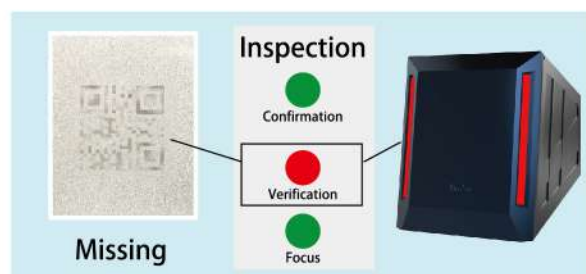 Inspection
Confirmation
Verification
Focus
Missing